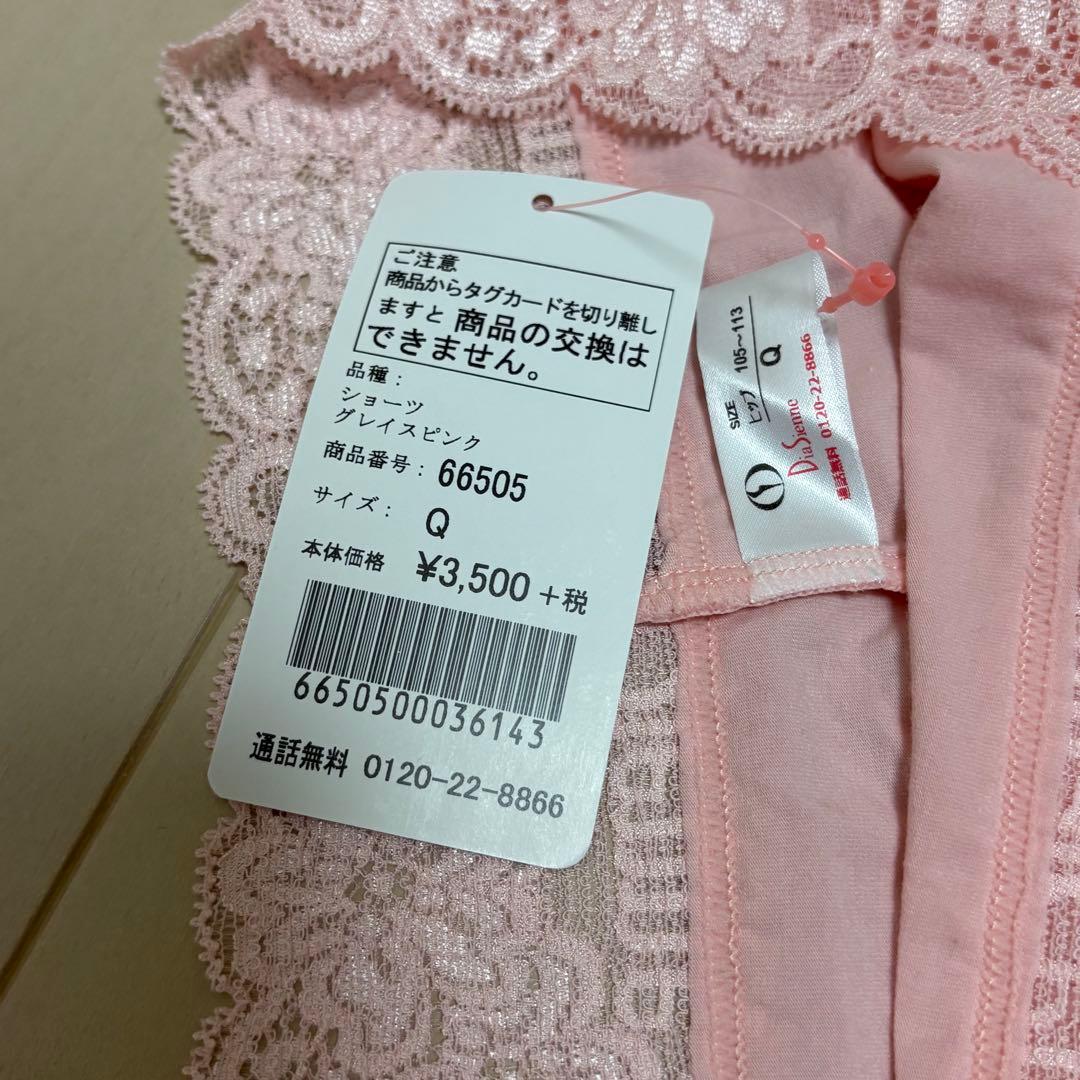 ご注意
商品からタグカードを切り離し
ますと 商品の交換は
できません。
品種：
ショーツ
グレイスピンク
商品番号： 66505
サイズ： Q
本体価格 ¥3,500 +税
6650500036143
通話無料 0120-22-8866
SIZE
ヒップ 105~113
Q
DiaSienne
通話無料 0120-22-8866